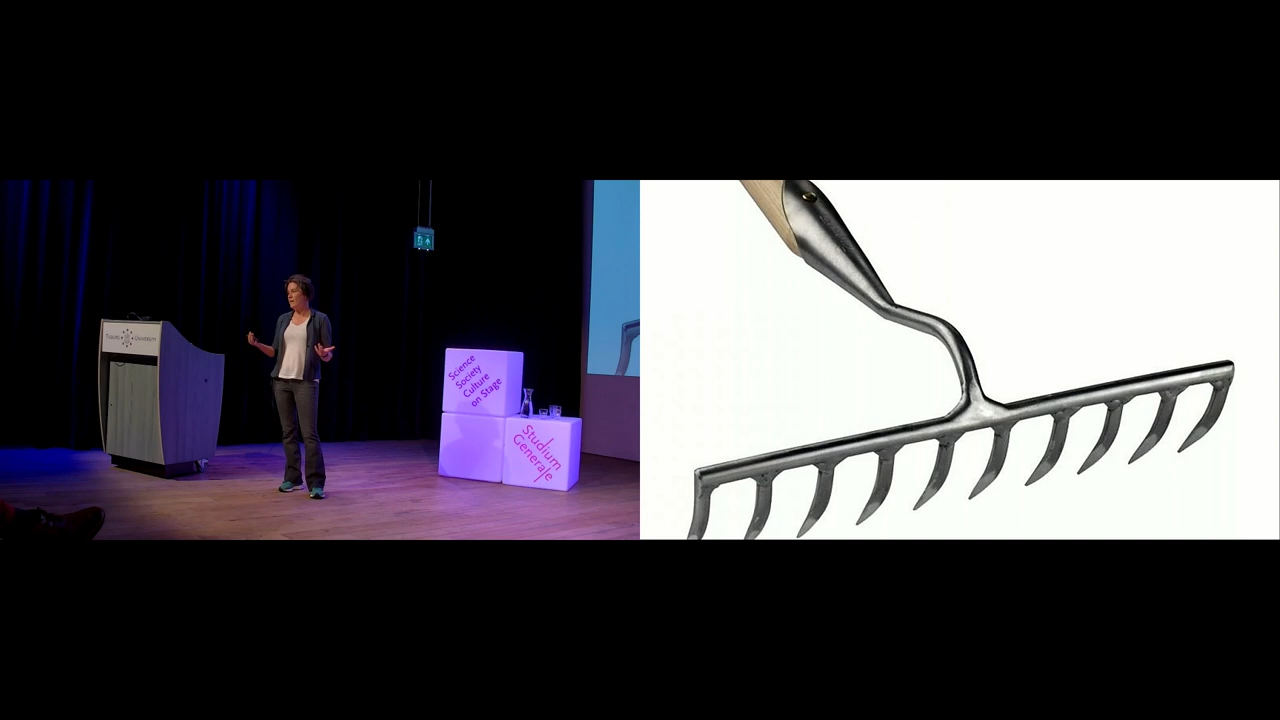 TILBURG UNIVERSITY
Science
Society
Culture
on Stage
Studium
Generale